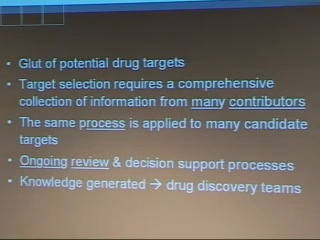 • Glut of potential drug targets
• Target selection requires a comprehensive
collection of information from many contributors
• The same process is applied to many candidate
targets
• Ongoing review & decision support processes
• Knowledge generated → drug discovery teams